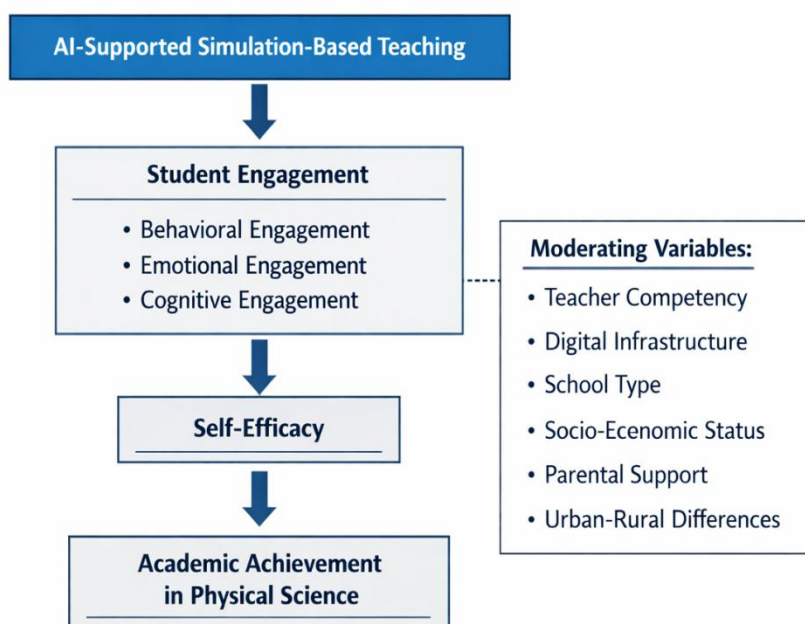 AI-Supported Simulation-Based Teaching
Student Engagement
• Behavioral Engagement
• Emotional Engagement
• Cognitive Engagement
Self-Efficacy
Academic Achievement
in Physical Science
Moderating Variables:
• Teacher Competency
• Digital Infrastructure
• School Type
• Socio-Ecenomic Status
• Parental Support
• Urban-Rural Differences